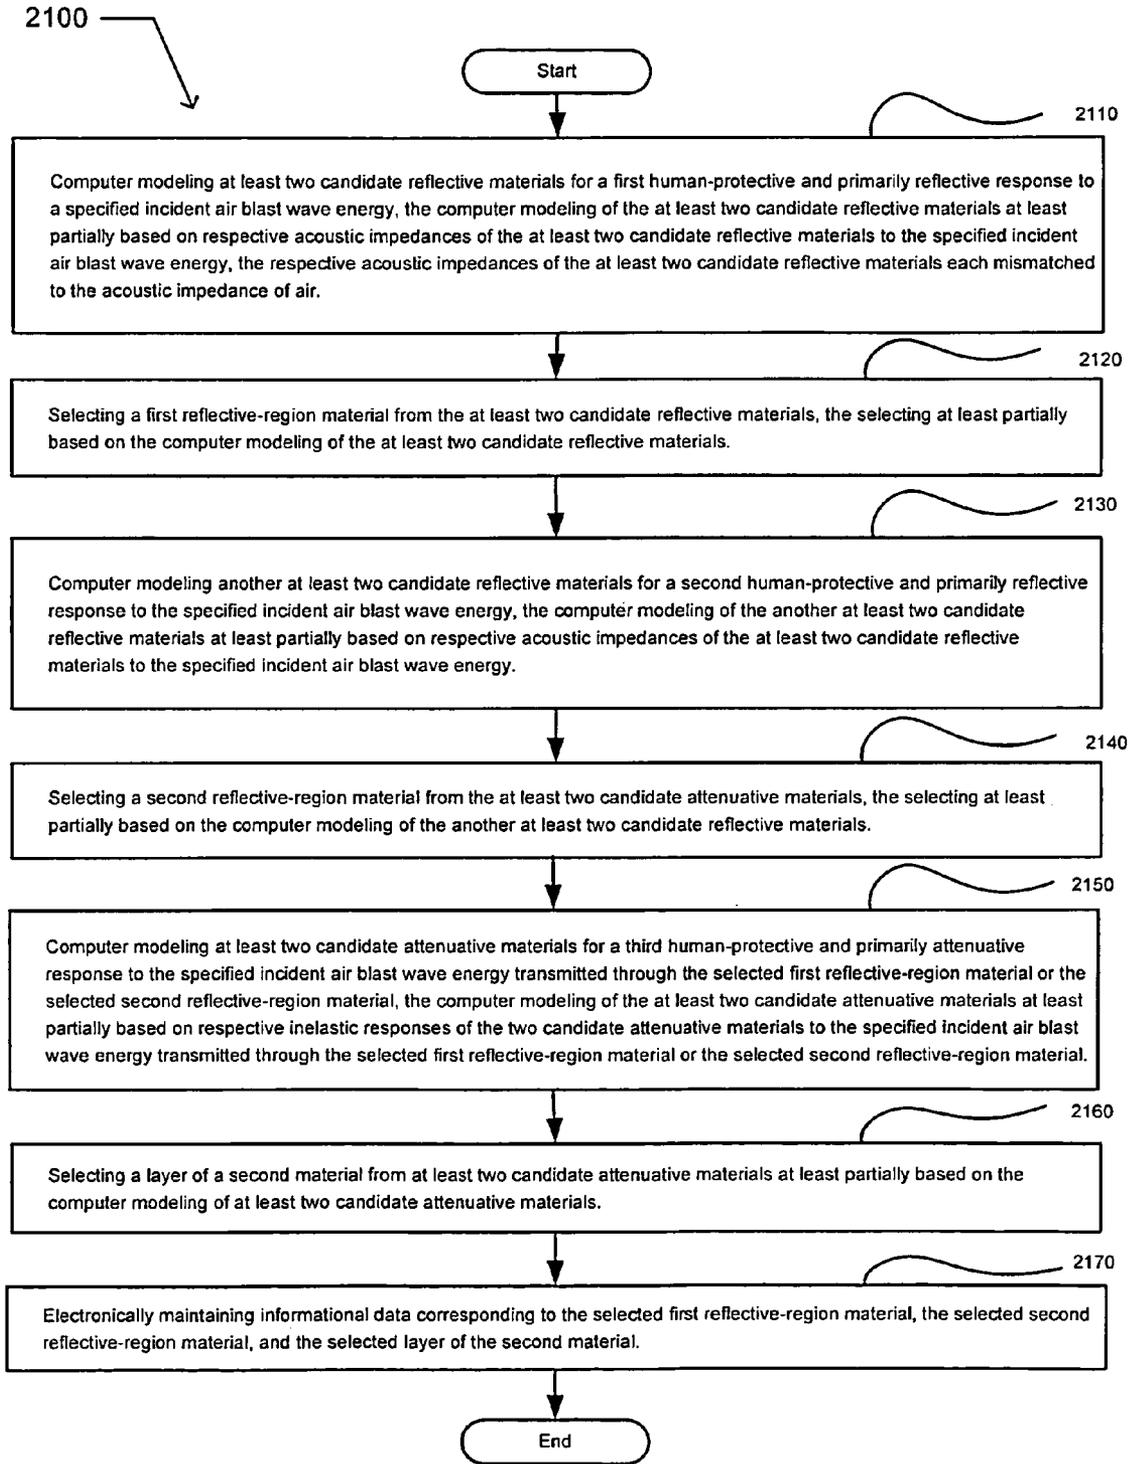 2100
Start
2110
Computer modeling at least two candidate reflective materials for a first human-protective and primarily reflective response to
a specified incident air blast wave energy, the computer modeling of the at least two candidate reflective materials at least
partially based on respective acoustic impedances of the at least two candidate reflective materials to the specified incident
air blast wave energy, the respective acoustic impedances of the at least two candidate reflective materials each mismatched
to the acoustic impedance of air.
2120
Selecting a first reflective-region material from the at least two candidate reflective materials, the selecting at least partially
based on the computer modeling of the at least two candidate reflective materials.
2130
Computer modeling another at least two candidate reflective materials for a second human-protective and primarily reflective
response to the specified incident air blast wave energy, the computer modeling of the another at least two candidate
reflective materials at least partially based on respective acoustic impedances of the at least two candidate reflective
materials to the specified incident air blast wave energy.
2140
Selecting a second reflective-region material from the at least two candidate attenuative materials, the selecting at least
partially based on the computer modeling of the another at least two candidate reflective materials.
2150
Computer modeling at least two candidate attenuative materials for a third human-protective and primarily attenuative
response to the specified incident air blast wave energy transmitted through the selected first reflective-region material or the
selected second reflective-region material, the computer modeling of the at least two candidate attenuative materials at least
partially based on respective inelastic responses of the two candidate attenuative materials to the specified incident air blast
wave energy transmitted through the selected first reflective-region material or the selected second reflective-region material.
2160
Selecting a layer of a second material from at least two candidate attenuative materials at least partially based on the
computer modeling of at least two candidate attenuative materials.
2170
Electronically maintaining informational data corresponding to the selected first reflective-region material, the selected second
reflective-region material, and the selected layer of the second material.
End